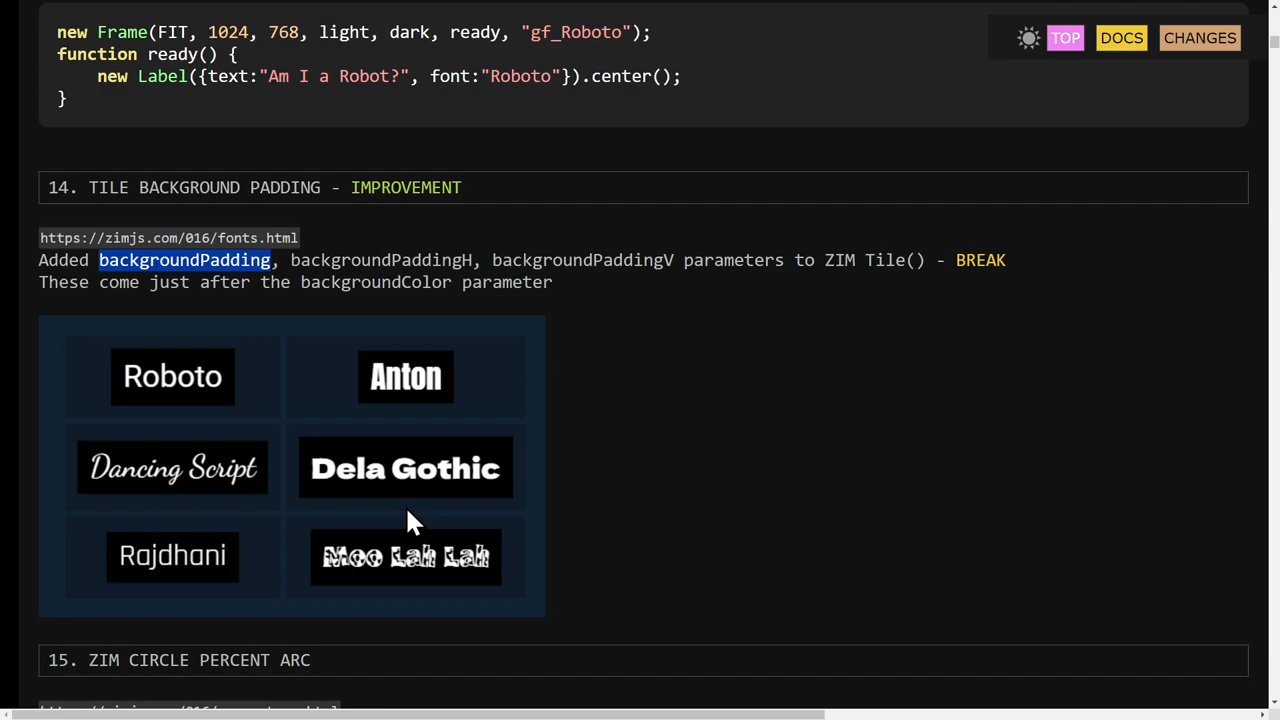 new Frame(FIT, 1024, 768, light, dark, ready, "gf_Roboto");
function ready() {
    new Label({text:"Am I a Robot?", font:"Roboto"}).center();
}
TOP DOCS CHANGES
14. TILE BACKGROUND PADDING - IMPROVEMENT
https://zimjs.com/016/fonts.html
Added backgroundPadding, backgroundPaddingH, backgroundPaddingV parameters to ZIM Tile() - BREAK
These come just after the backgroundColor parameter
Roboto Anton
Dancing Script Dela Gothic
Rajdhani Moo Lah Lah
15. ZIM CIRCLE PERCENT ARC